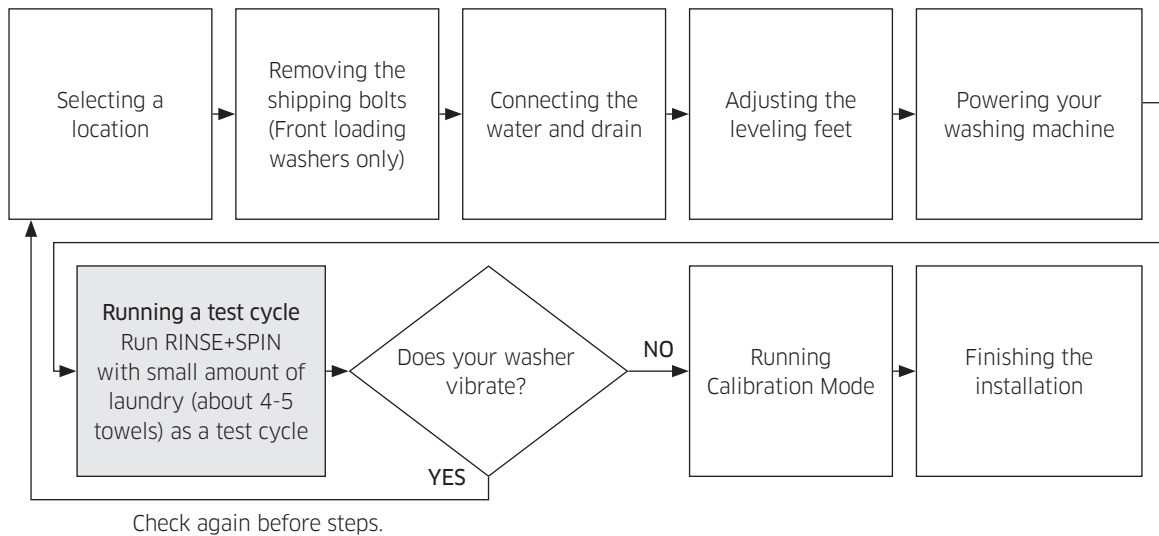 Selecting a
location
Removing the
shipping bolts
(Front loading
washers only)
Connecting the
water and drain
Adjusting the
leveling feet
Powering your
washing machine
Running a test cycle
Run RINSE+SPIN
with small amount of
laundry (about 4-5
towels) as a test cycle
Does your washer
vibrate?
NO
YES
Running
Calibration Mode
Finishing the
installation
Check again before steps.